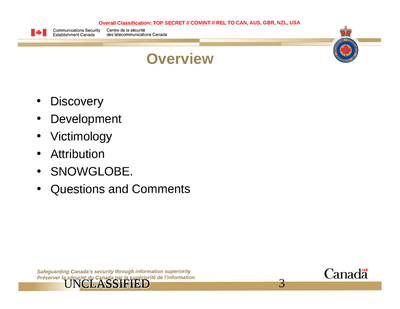 Overall Classification: TOP SECRET // COMINT // REL TO CAN, AUS, GBR, NZL, USA
Communications Security Centre de la sécurité
Establishment Canada des télécommunications Canada
Overview
• Discovery
• Development
• Victimology
• Attribution
• SNOWGLOBE.
• Questions and Comments
Safeguarding Canada's security through information superiority
Préserver la sécurité du Canada par la supériorité de l'information
Canada
UNCLASSIFIED
3